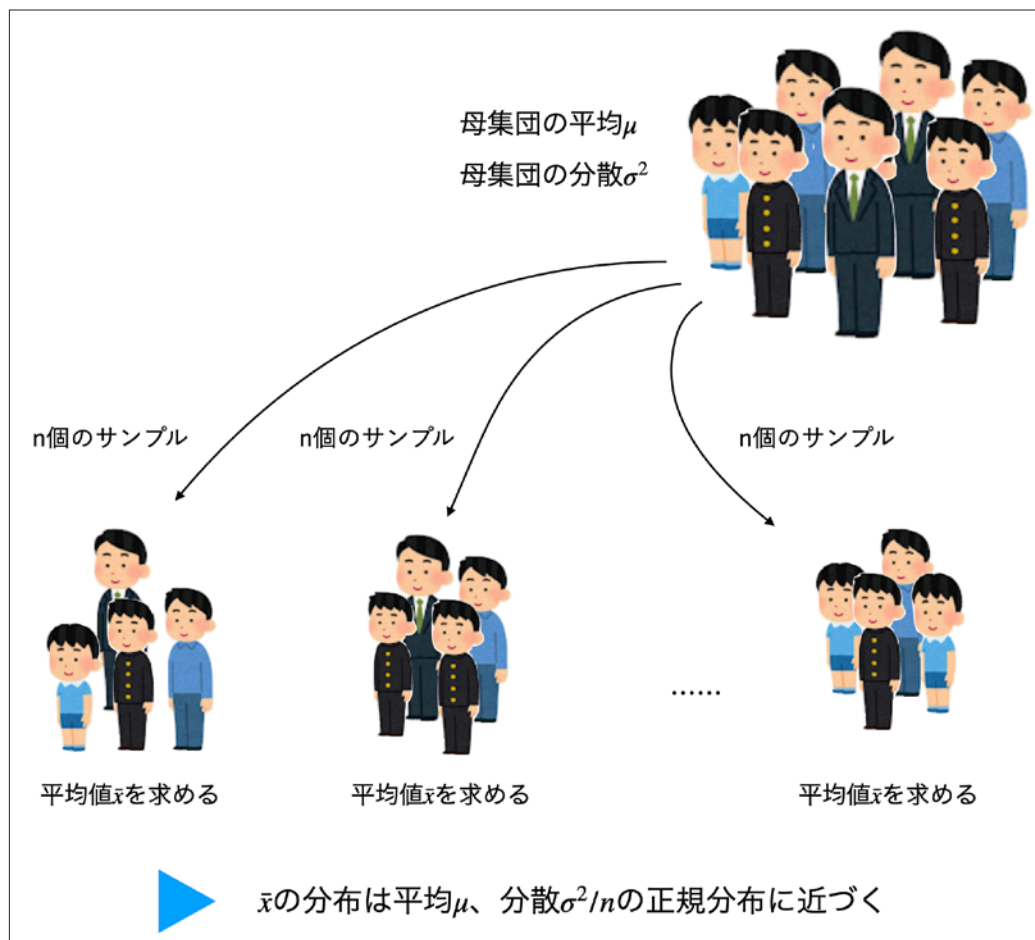 母集団の平均μ
母集団の分散σ²
n個のサンプル
n個のサンプル
n個のサンプル
......
平均値x̄を求める
平均値x̄を求める
平均値x̄を求める
x̄の分布は平均μ、分散σ²/nの正規分布に近づく